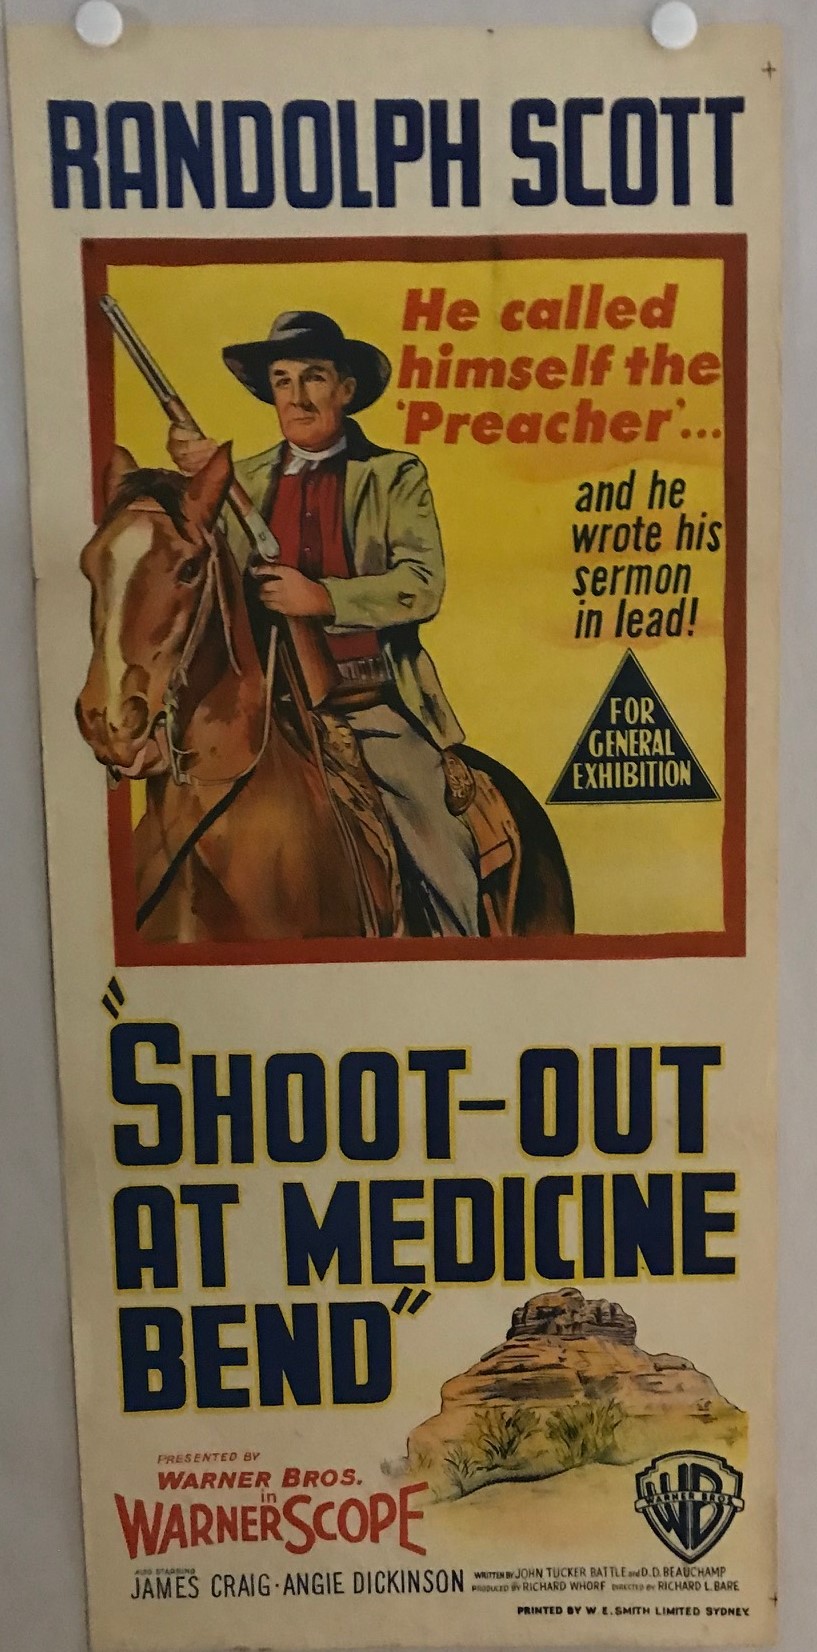 RANDOLPH SCOTT
He called
himself the
'Preacher'...
and he
wrote his
sermon
in lead!
FOR
GENERAL
EXHIBITION
"SHOOT-OUT
AT MEDICINE
BEND"
PRESENTED BY
WARNER BROS.
in
WARNERSCOPE
WB
WARNER BROS
ALSO STARRING
JAMES CRAIG · ANGIE DICKINSON
WRITTEN BY JOHN TUCKER BATTLE and D.D. BEAUCHAMP
PRODUCED BY RICHARD WHORF DIRECTED BY RICHARD L. BARE
PRINTED BY W.E. SMITH LIMITED SYDNEY